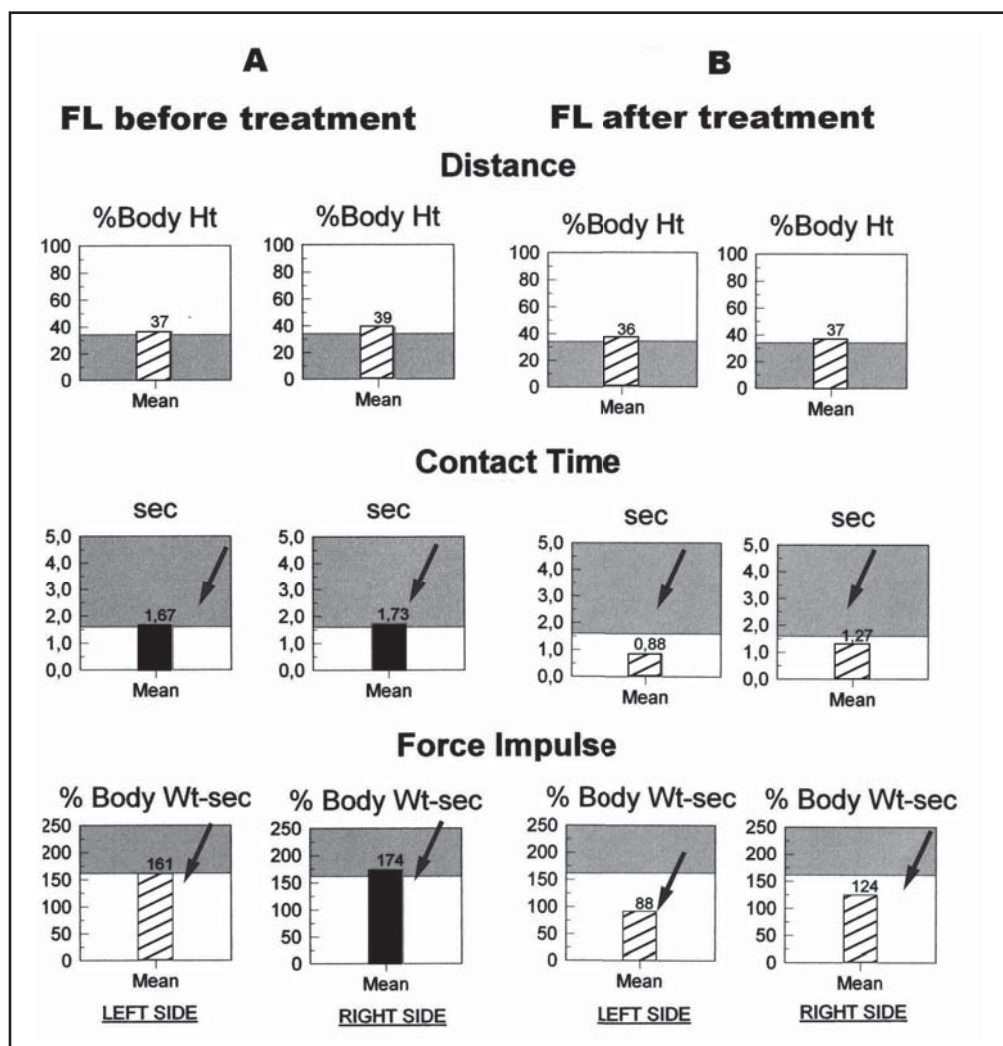 A B
FL before treatment FL after treatment
Distance
%Body Ht %Body Ht %Body Ht %Body Ht
100 100 100 100
80 80 80 80
60 60 60 60
40 37 40 39 40 36 40 37
20 20 20 20
0 0 0 0
Mean Mean Mean Mean
Contact Time
sec sec sec sec
5,0 5,0 5,0 5,0
4,0 4,0 4,0 4,0
3,0 3,0 3,0 3,0
2,0 1,67 2,0 1,73 2,0 2,0
1,0 1,0 1,0 0,88 1,0 1,27
0,0 0,0 0,0 0,0
Mean Mean Mean Mean
Force Impulse
% Body Wt-sec % Body Wt-sec % Body Wt-sec % Body Wt-sec
250 250 250 250
200 200 200 200
150 161 150 174 150 150
100 100 100 88 100 124
50 50 50 50
0 0 0 0
Mean Mean Mean Mean
LEFT SIDE RIGHT SIDE LEFT SIDE RIGHT SIDE